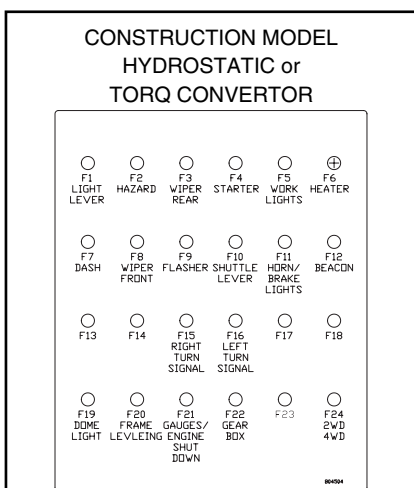 CONSTRUCTION MODEL
HYDROSTATIC or
TORQ CONVERTOR
F1 F2 F3 F4 F5 F6
LIGHT HAZARD WIPER STARTER WORK HEATER
LEVER REAR LIGHTS
F7 F8 F9 F10 F11 F12
DASH WIPER FLASHER SHUTTLE HORN/ BEACON
FRONT LEVER BRAKE
LIGHTS
F13 F14 F15 F16 F17 F18
RIGHT LEFT
TURN TURN
SIGNAL SIGNAL
F19 F20 F21 F22 F23 F24
DOME FRAME GAUGES/ GEAR 2WD
LIGHT LEVLEING ENGINE BOX 4WD
SHUT
DOWN
804504